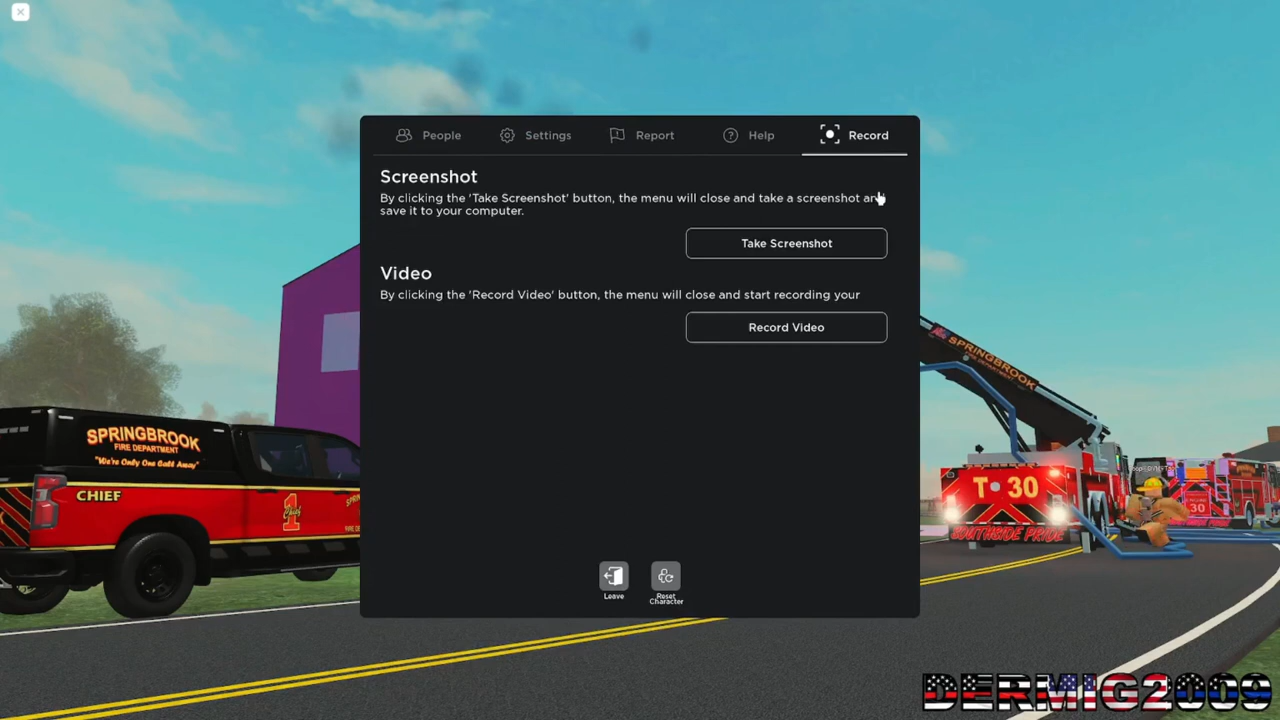 People Settings Report Help Record
Screenshot
By clicking the 'Take Screenshot' button, the menu will close and take a screenshot and
save it to your computer.
Take Screenshot
Video
By clicking the 'Record Video' button, the menu will close and start recording your
Record Video
Leave
Reset
Character
SPRINGBROOK
FIRE DEPARTMENT
"We're Only One Call Away"
CHIEF
1
Chief
SPRINGBROOK
T 30
SOUTHSIDE PRIDE
30
DERMIG2009